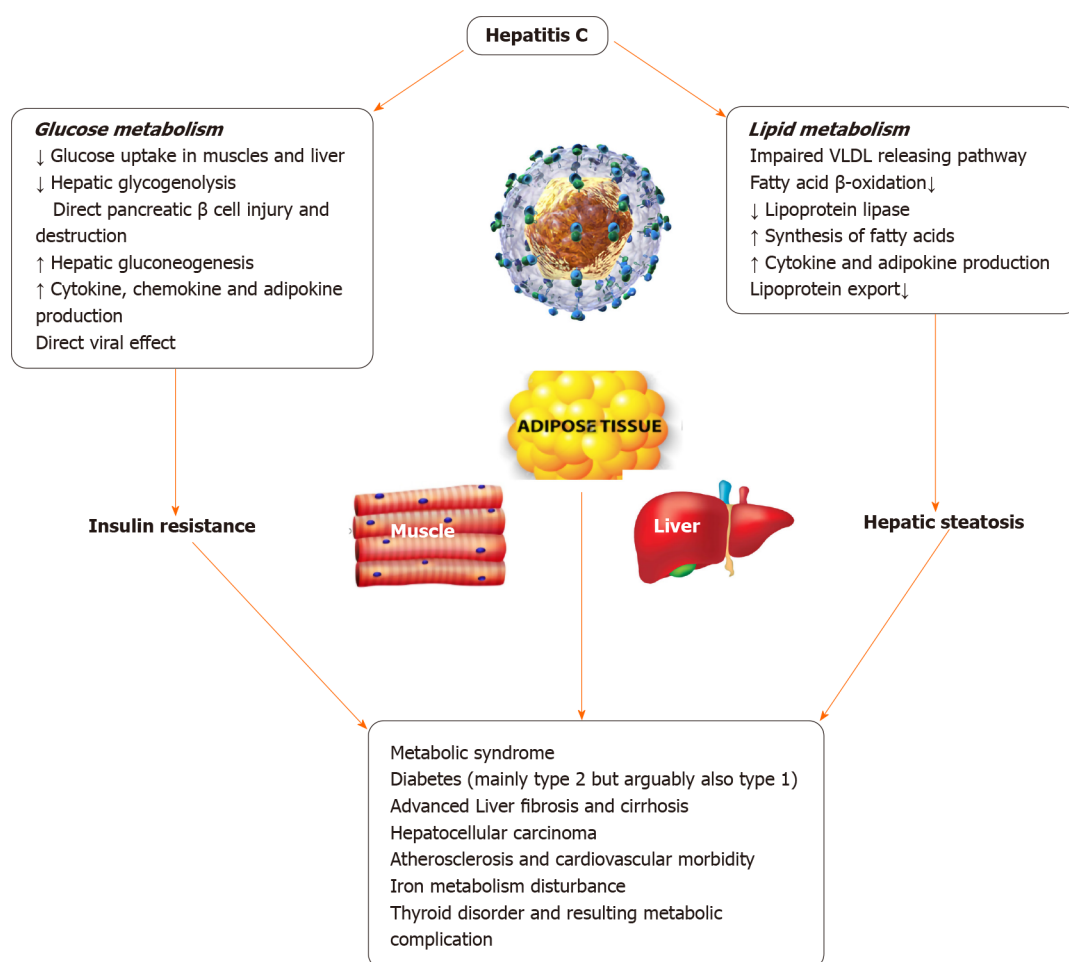 Hepatitis C
Glucose metabolism
↓ Glucose uptake in muscles and liver
↓ Hepatic glycogenolysis
Direct pancreatic β cell injury and
destruction
↑ Hepatic gluconeogenesis
↑ Cytokine, chemokine and adipokine
production
Direct viral effect
Lipid metabolism
Impaired VLDL releasing pathway
Fatty acid β-oxidation↓
↓ Lipoprotein lipase
↑ Synthesis of fatty acids
↑ Cytokine and adipokine production
Lipoprotein export↓
ADIPOSE TISSUE
Muscle
Liver
Insulin resistance
Hepatic steatosis
Metabolic syndrome
Diabetes (mainly type 2 but arguably also type 1)
Advanced Liver fibrosis and cirrhosis
Hepatocellular carcinoma
Atherosclerosis and cardiovascular morbidity
Iron metabolism disturbance
Thyroid disorder and resulting metabolic
complication